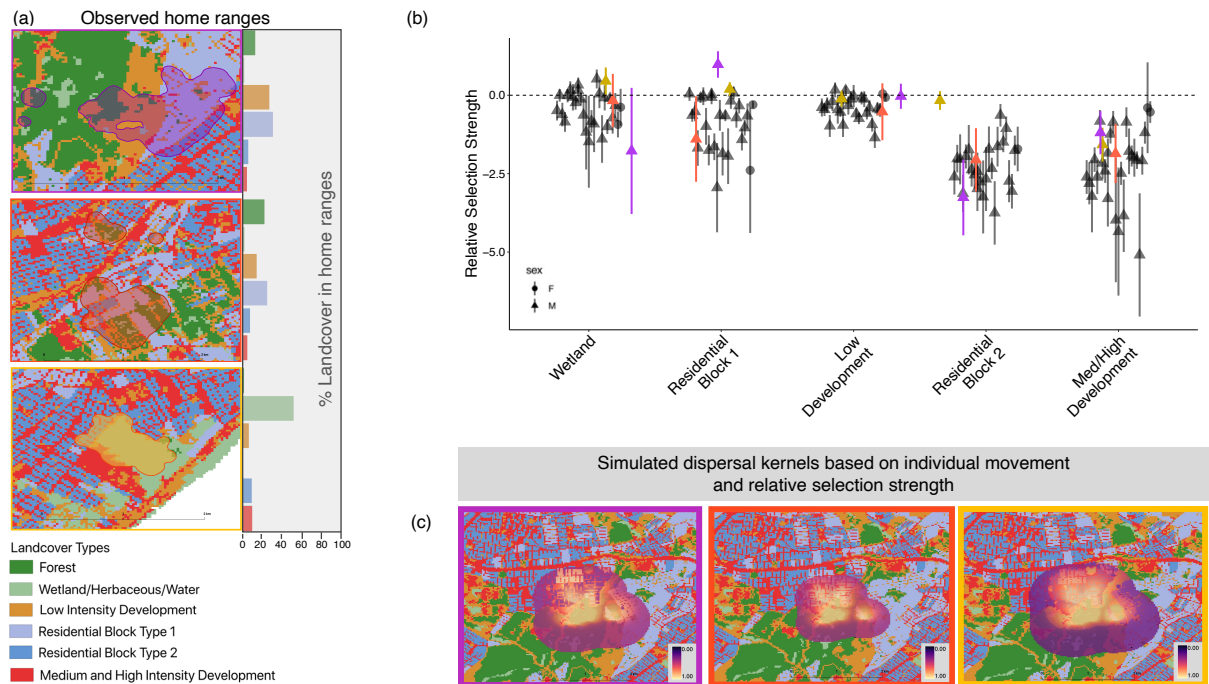 (a)
Observed home ranges
% Landcover in home ranges
0 20 40 60 80 100
Landcover Types
Forest
Wetland/Herbaceous/Water
Low Intensity Development
Residential Block Type 1
Residential Block Type 2
Medium and High Intensity Development
(b)
Relative Selection Strength
0.0
−2.5
−5.0
sex
F
M
Wetland
Residential
Block 1
Low
Development
Residential
Block 2
Med/High
Development
Simulated dispersal kernels based on individual movement
and relative selection strength
(c)
0.00
1.00
0.00
1.00
0.00
1.00